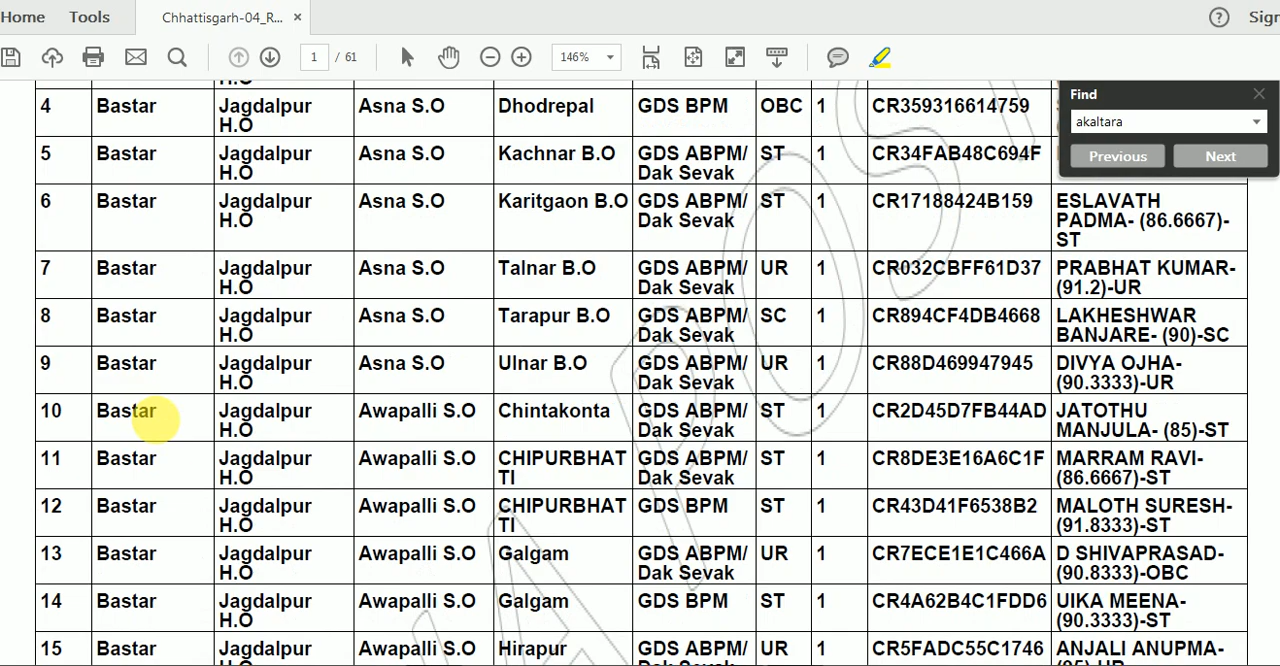 Home Tools Chhattisgarh-04_R... × ? Sign
1 / 61 146%
Find
akaltara
Previous Next
H.O
4 Bastar Jagdalpur Asna S.O Dhodrepal GDS BPM OBC 1 CR359316614759
H.O
5 Bastar Jagdalpur Asna S.O Kachnar B.O GDS ABPM/ ST 1 CR34FAB48C694F
H.O Dak Sevak
6 Bastar Jagdalpur Asna S.O Karitgaon B.O GDS ABPM/ ST 1 CR17188424B159 ESLAVATH
H.O Dak Sevak PADMA- (86.6667)-
ST
7 Bastar Jagdalpur Asna S.O Talnar B.O GDS ABPM/ UR 1 CR032CBFF61D37 PRABHAT KUMAR-
H.O Dak Sevak (91.2)-UR
8 Bastar Jagdalpur Asna S.O Tarapur B.O GDS ABPM/ SC 1 CR894CF4DB4668 LAKHESHWAR
H.O Dak Sevak BANJARE- (90)-SC
9 Bastar Jagdalpur Asna S.O Ulnar B.O GDS ABPM/ UR 1 CR88D469947945 DIVYA OJHA-
H.O Dak Sevak (90.3333)-UR
10 Bastar Jagdalpur Awapalli S.O Chintakonta GDS ABPM/ ST 1 CR2D45D7FB44AD JATOTHU
H.O Dak Sevak MANJULA- (85)-ST
11 Bastar Jagdalpur Awapalli S.O CHIPURBHAT GDS ABPM/ ST 1 CR8DE3E16A6C1F MARRAM RAVI-
H.O TI Dak Sevak (86.6667)-ST
12 Bastar Jagdalpur Awapalli S.O CHIPURBHAT GDS BPM ST 1 CR43D41F6538B2 MALOTH SURESH-
H.O TI (91.8333)-ST
13 Bastar Jagdalpur Awapalli S.O Galgam GDS ABPM/ UR 1 CR7ECE1E1C466A D SHIVAPRASAD-
H.O Dak Sevak (90.8333)-OBC
14 Bastar Jagdalpur Awapalli S.O Galgam GDS BPM ST 1 CR4A62B4C1FDD6 UIKA MEENA-
H.O (90.3333)-ST
15 Bastar Jagdalpur Awapalli S.O Hirapur GDS ABPM/ UR 1 CR5FADC55C1746 ANJALI ANUPMA-